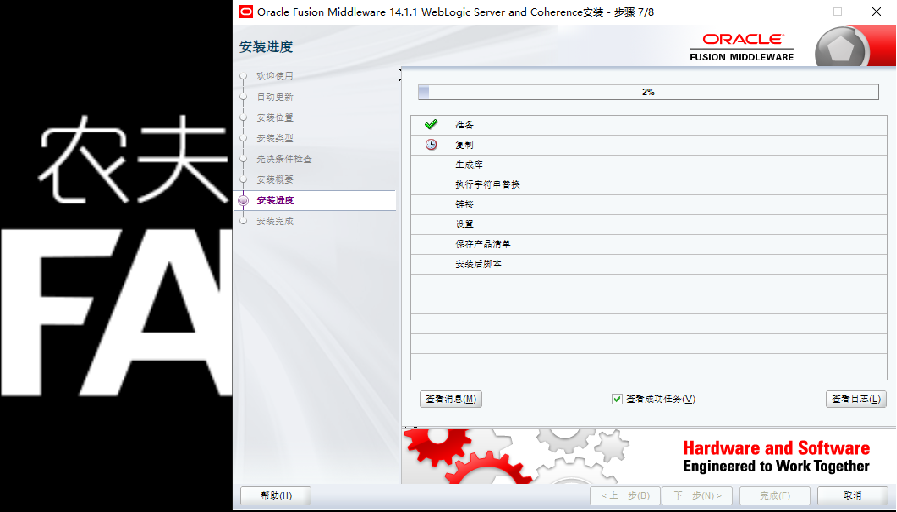 农夫
FA
Oracle Fusion Middleware 14.1.1 WebLogic Server and Coherence安装 - 步骤 7/8
安装进度
ORACLE
FUSION MIDDLEWARE
欢迎使用
自动更新
安装位置
安装类型
先决条件检查
安装概要
安装进度
安装完成
2%
准备
复制
生成库
执行字符串替换
链接
设置
保存产品清单
安装后脚本
查看消息(M)
查看成功任务(V)
查看日志(L)
Hardware and Software
Engineered to Work Together
帮助(H)
< 上一步(B)
下一步(N) >
完成(F)
取消